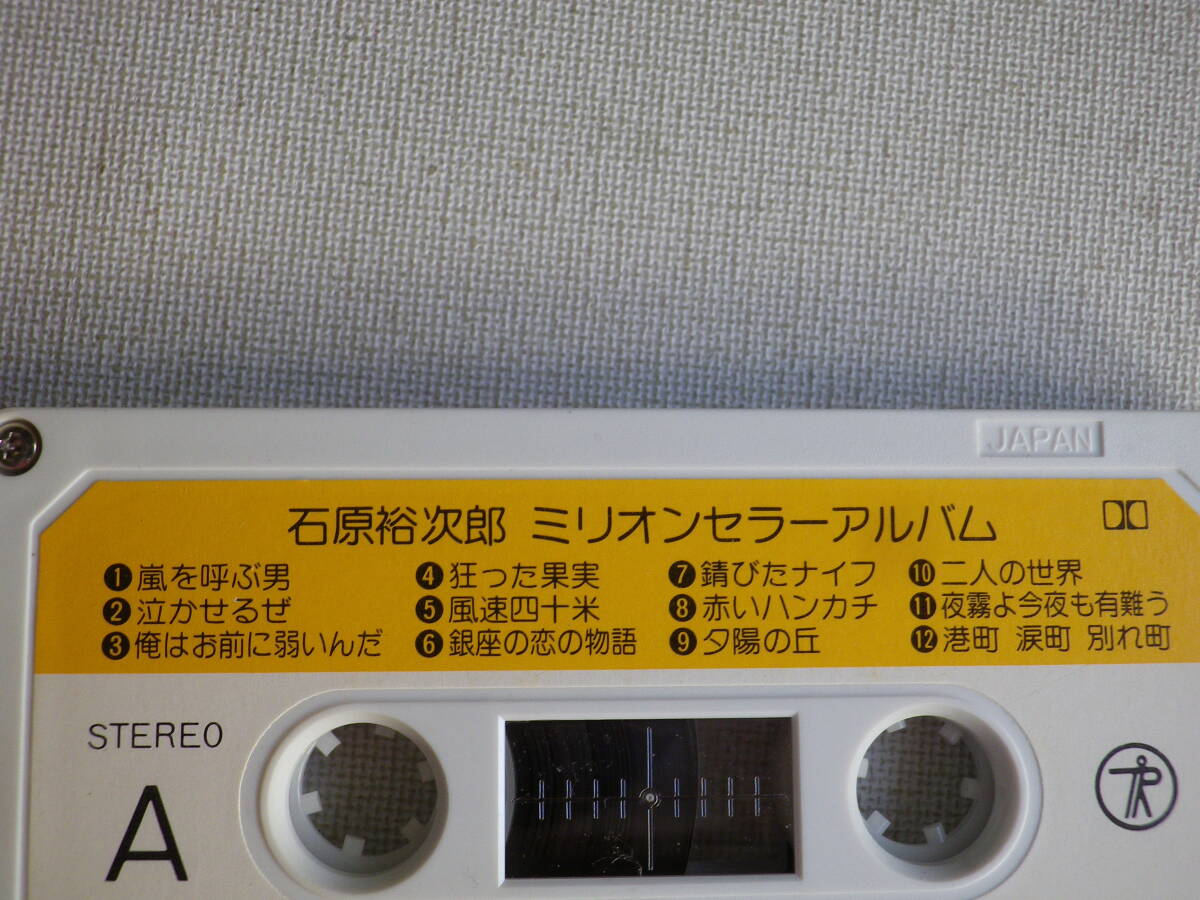 JAPAN
石原裕次郎 ミリオンセラーアルバム
❶嵐を呼ぶ男
❷泣かせるぜ
❸俺はお前に弱いんだ
❹狂った果実
❺風速四十米
❻銀座の恋の物語
❼錆びたナイフ
❽赤いハンカチ
❾夕陽の丘
❿二人の世界
⓫夜霧よ今夜も有難う
⓬港町 涙町 別れ町
STEREO
A